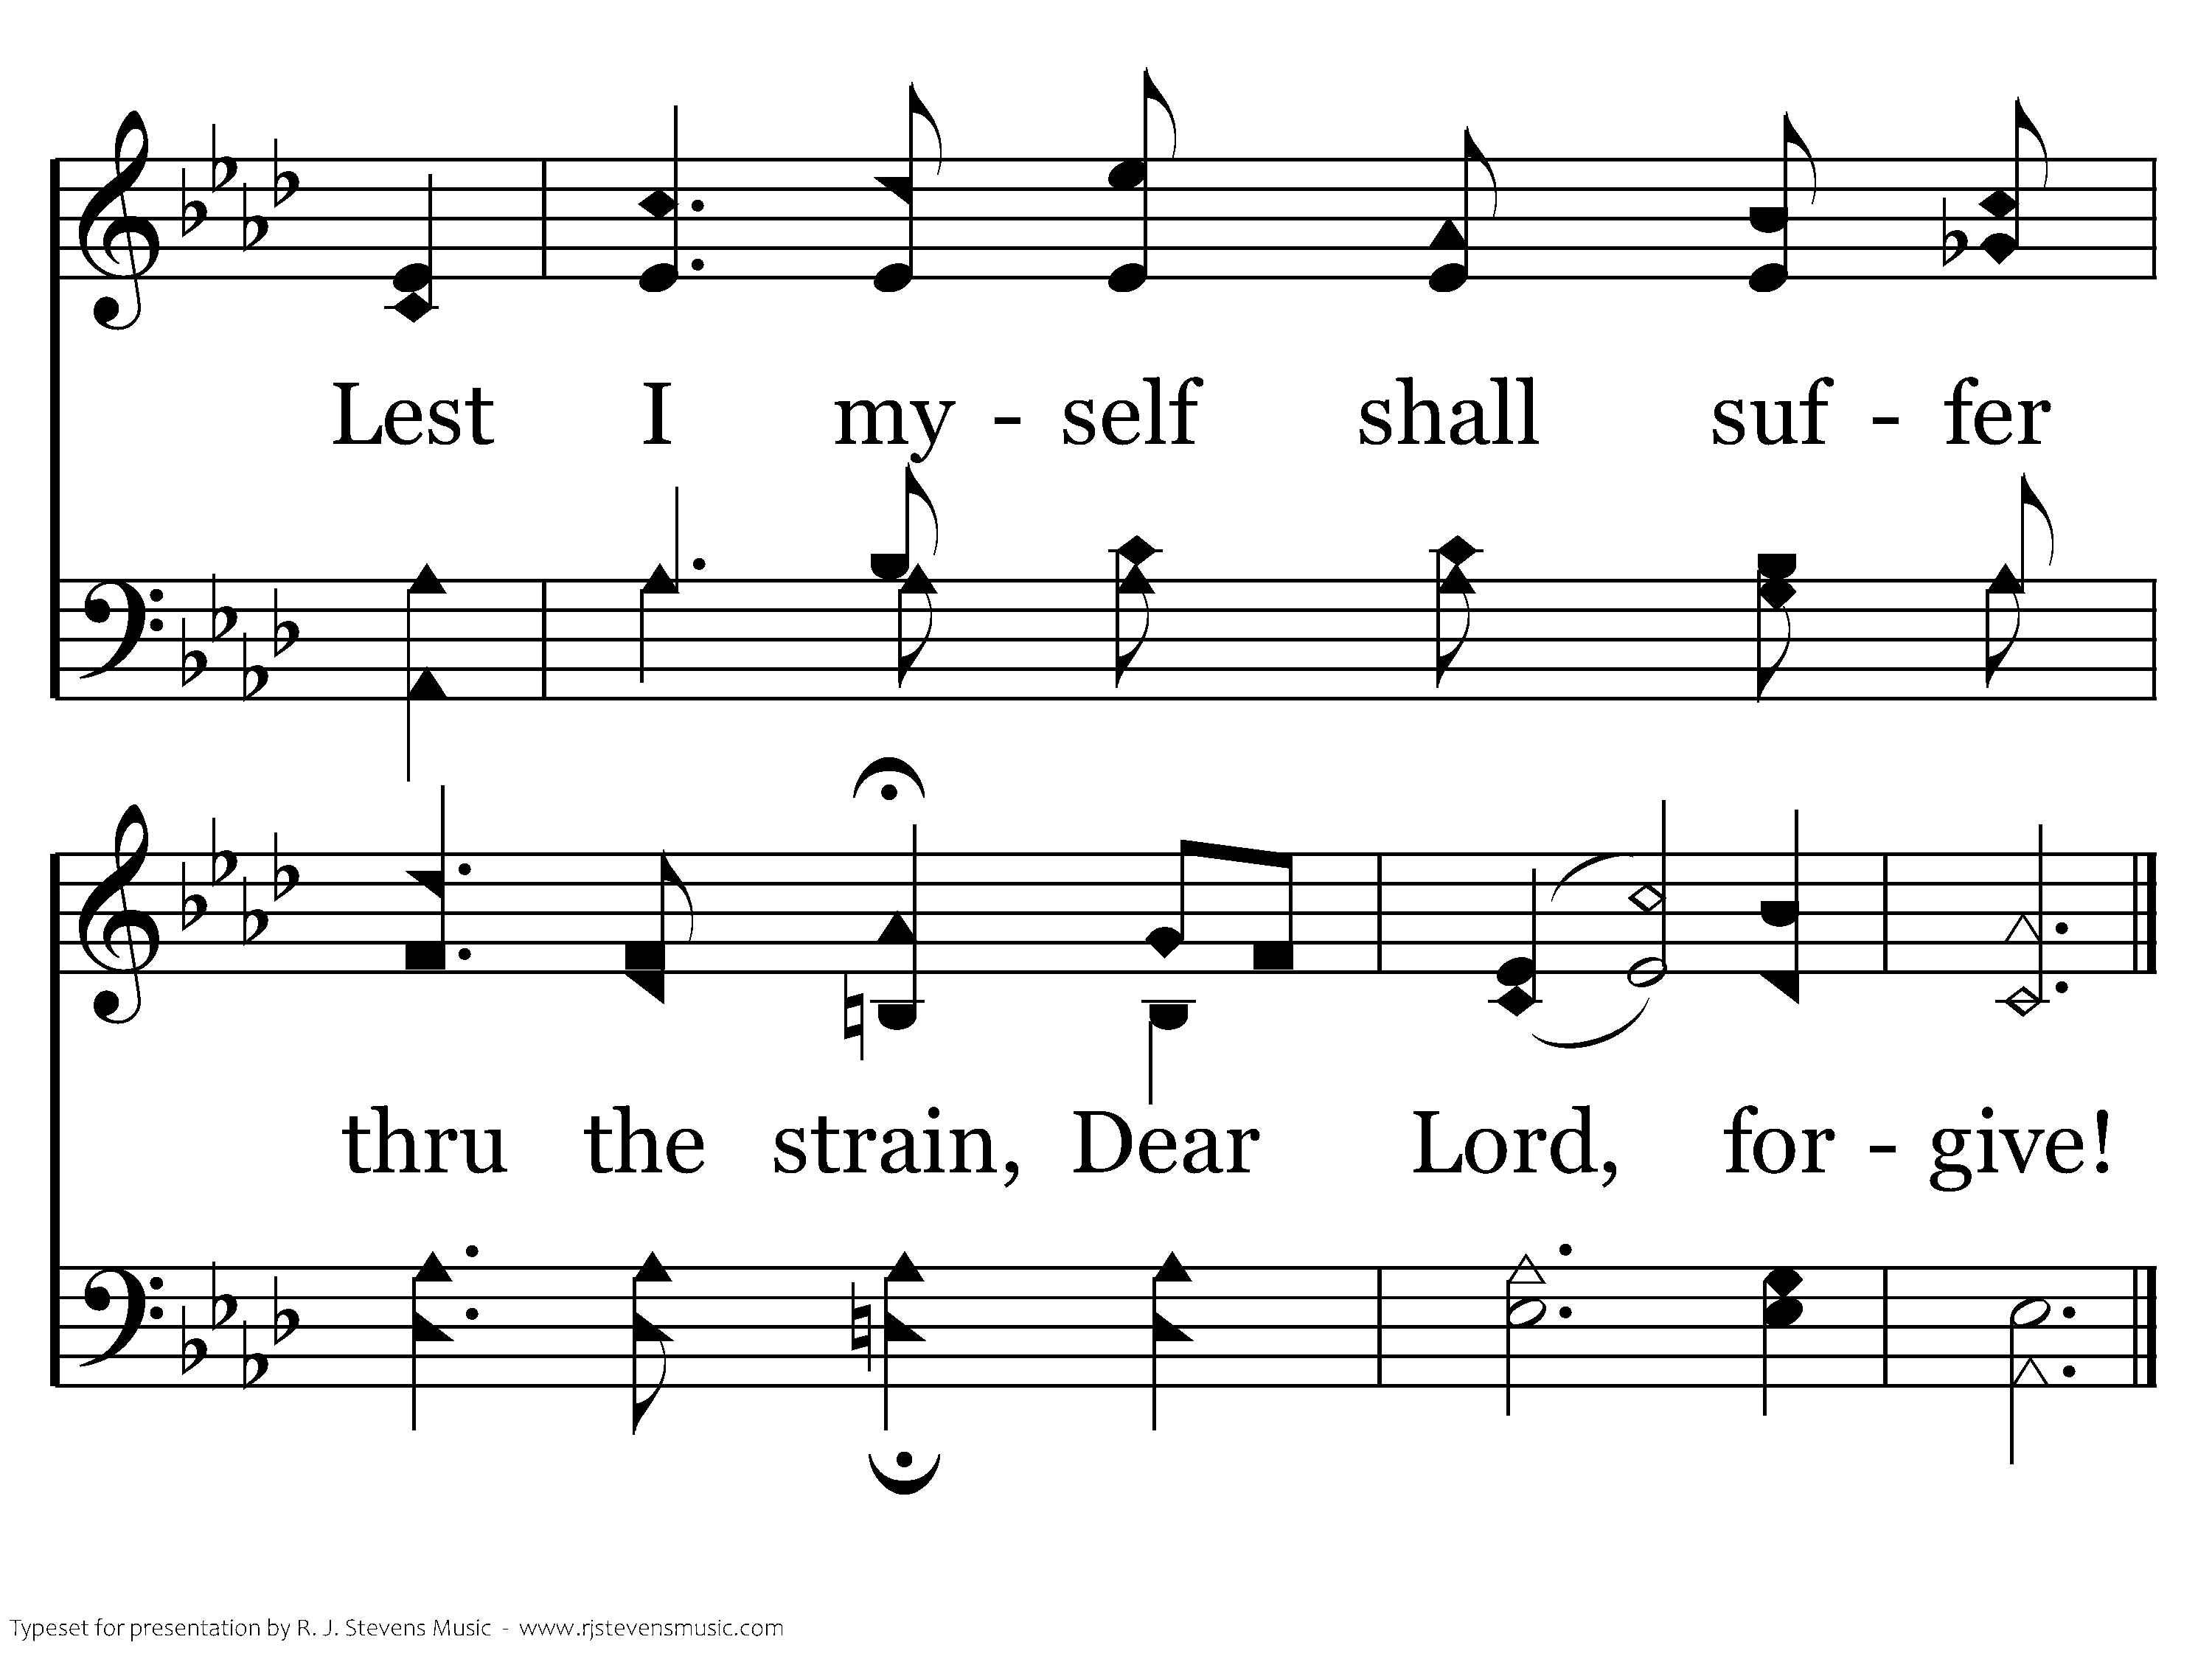 Lest I my - self shall suf - fer
thru the strain, Dear Lord, for - give!
Typeset for presentation by R. J. Stevens Music - www.rjstevensmusic.com